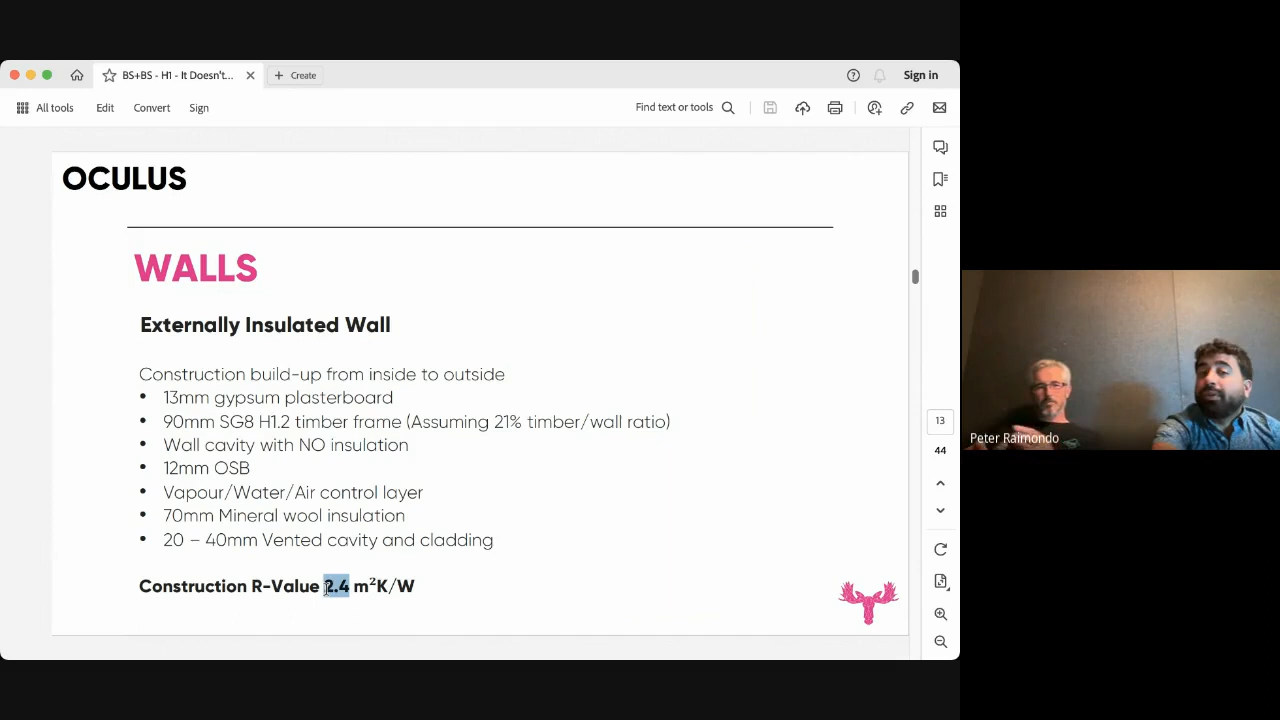 BS+BS - H1 - It Doesn't...
Create
Sign in
All tools
Edit
Convert
Sign
Find text or tools
OCULUS
WALLS
Externally Insulated Wall
Construction build-up from inside to outside
• 13mm gypsum plasterboard
• 90mm SG8 H1.2 timber frame (Assuming 21% timber/wall ratio)
• Wall cavity with NO insulation
• 12mm OSB
• Vapour/Water/Air control layer
• 70mm Mineral wool insulation
• 20 – 40mm Vented cavity and cladding
Construction R-Value 2.4 m²K/W
13
44
Peter Raimondo